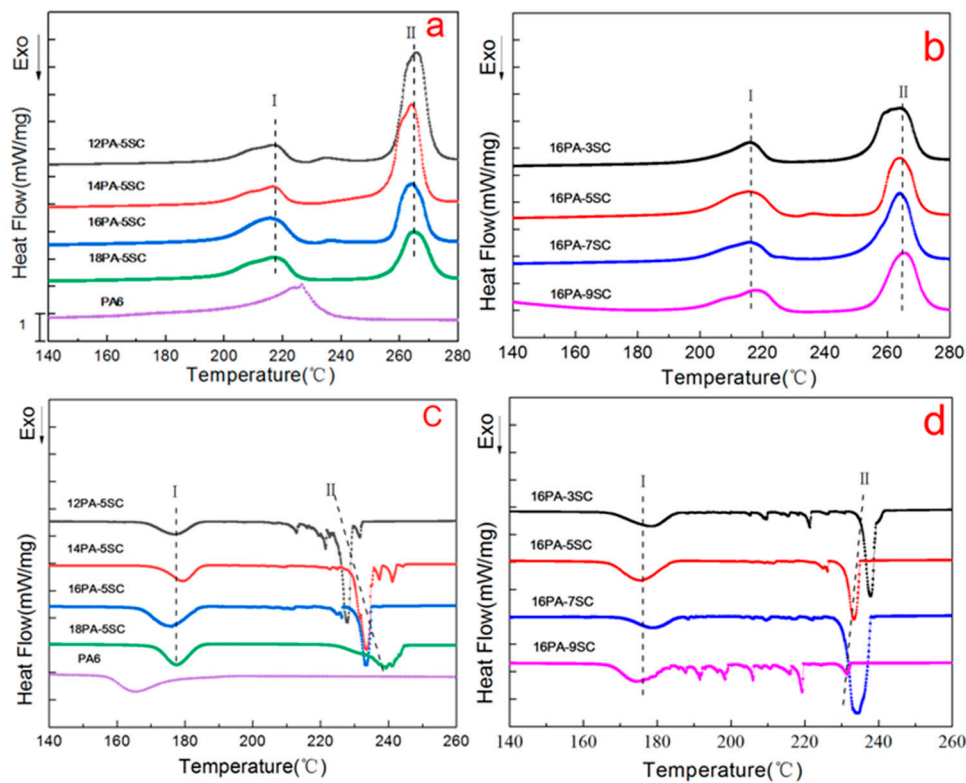 a
Exo
Heat Flow(mW/mg)
I
II
12PA-5SC
14PA-5SC
16PA-5SC
18PA-5SC
PA6
1
140 160 180 200 220 240 260 280
Temperature(℃)
b
Exo
Heat Flow(mW/mg)
I
II
16PA-3SC
16PA-5SC
16PA-7SC
16PA-9SC
140 160 180 200 220 240 260 280
Temperature(℃)
c
Exo
Heat Flow(mW/mg)
I
II
12PA-5SC
14PA-5SC
16PA-5SC
18PA-5SC
PA6
140 160 180 200 220 240 260
Temperature(℃)
d
Exo
Heat Flow(mW/mg)
I
II
16PA-3SC
16PA-5SC
16PA-7SC
16PA-9SC
140 160 180 200 220 240 260
Temperature(℃)